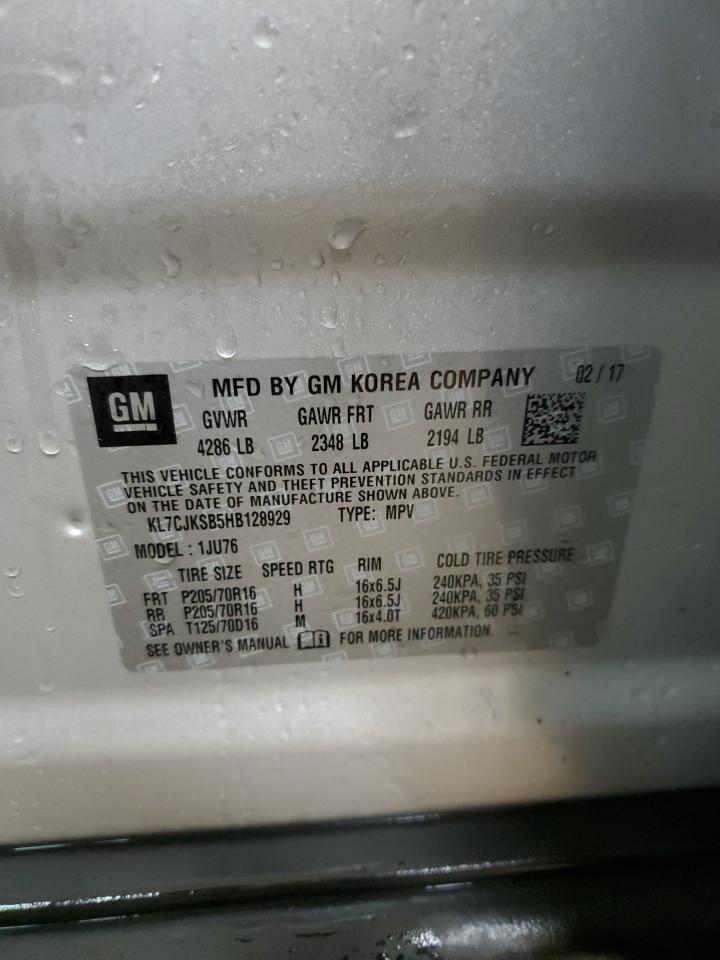 GM
MFD BY GM KOREA COMPANY 02 / 17
GVWR GAWR FRT GAWR RR
4286 LB 2348 LB 2194 LB
THIS VEHICLE CONFORMS TO ALL APPLICABLE U.S. FEDERAL MOTOR
VEHICLE SAFETY AND THEFT PREVENTION STANDARDS IN EFFECT
ON THE DATE OF MANUFACTURE SHOWN ABOVE.
KL7CJKSB5HB128929 TYPE: MPV
MODEL : 1JU76
TIRE SIZE SPEED RTG RIM COLD TIRE PRESSURE
FRT P205/70R16 H 16x6.5J 240KPA, 35 PSI
RR P205/70R16 H 16x6.5J 240KPA, 35 PSI
SPA T125/70D16 M 16x4.0T 420KPA, 60 PSI
SEE OWNER'S MANUAL FOR MORE INFORMATION.